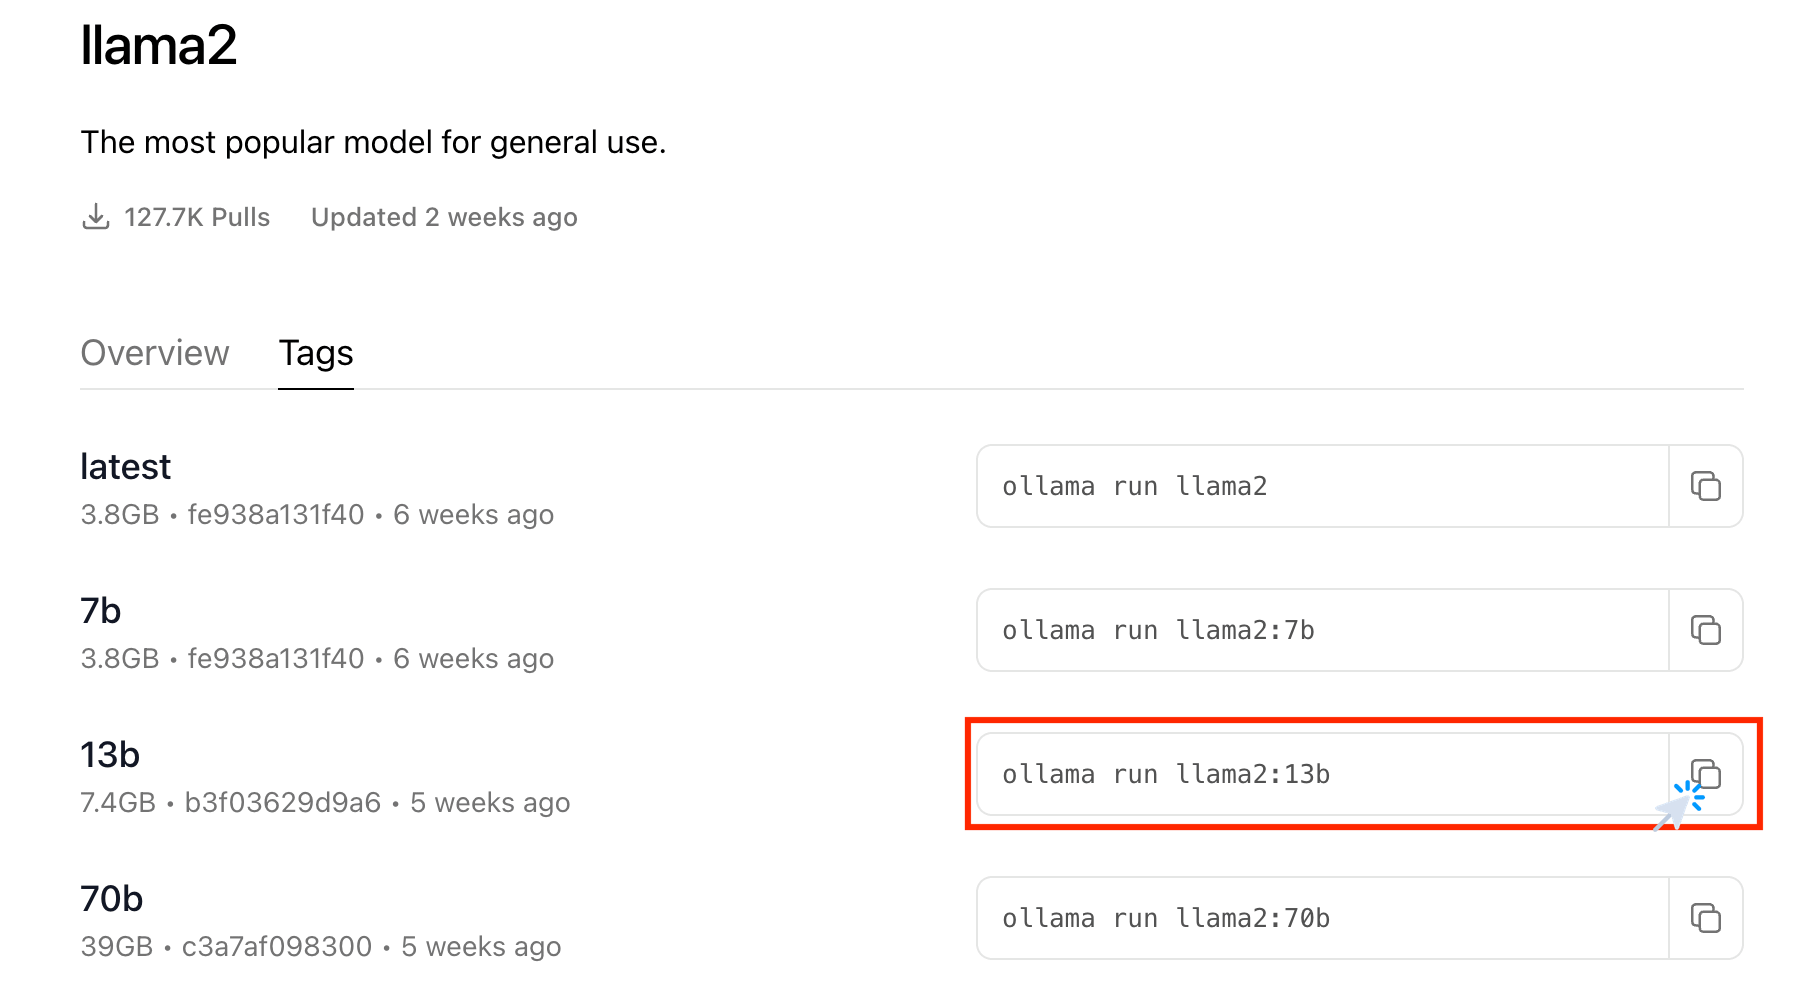 llama2
The most popular model for general use.
127.7K Pulls Updated 2 weeks ago
Overview Tags
latest
3.8GB • fe938a131f40 • 6 weeks ago
ollama run llama2
7b
3.8GB • fe938a131f40 • 6 weeks ago
ollama run llama2:7b
13b
7.4GB • b3f03629d9a6 • 5 weeks ago
ollama run llama2:13b
70b
39GB • c3a7af098300 • 5 weeks ago
ollama run llama2:70b